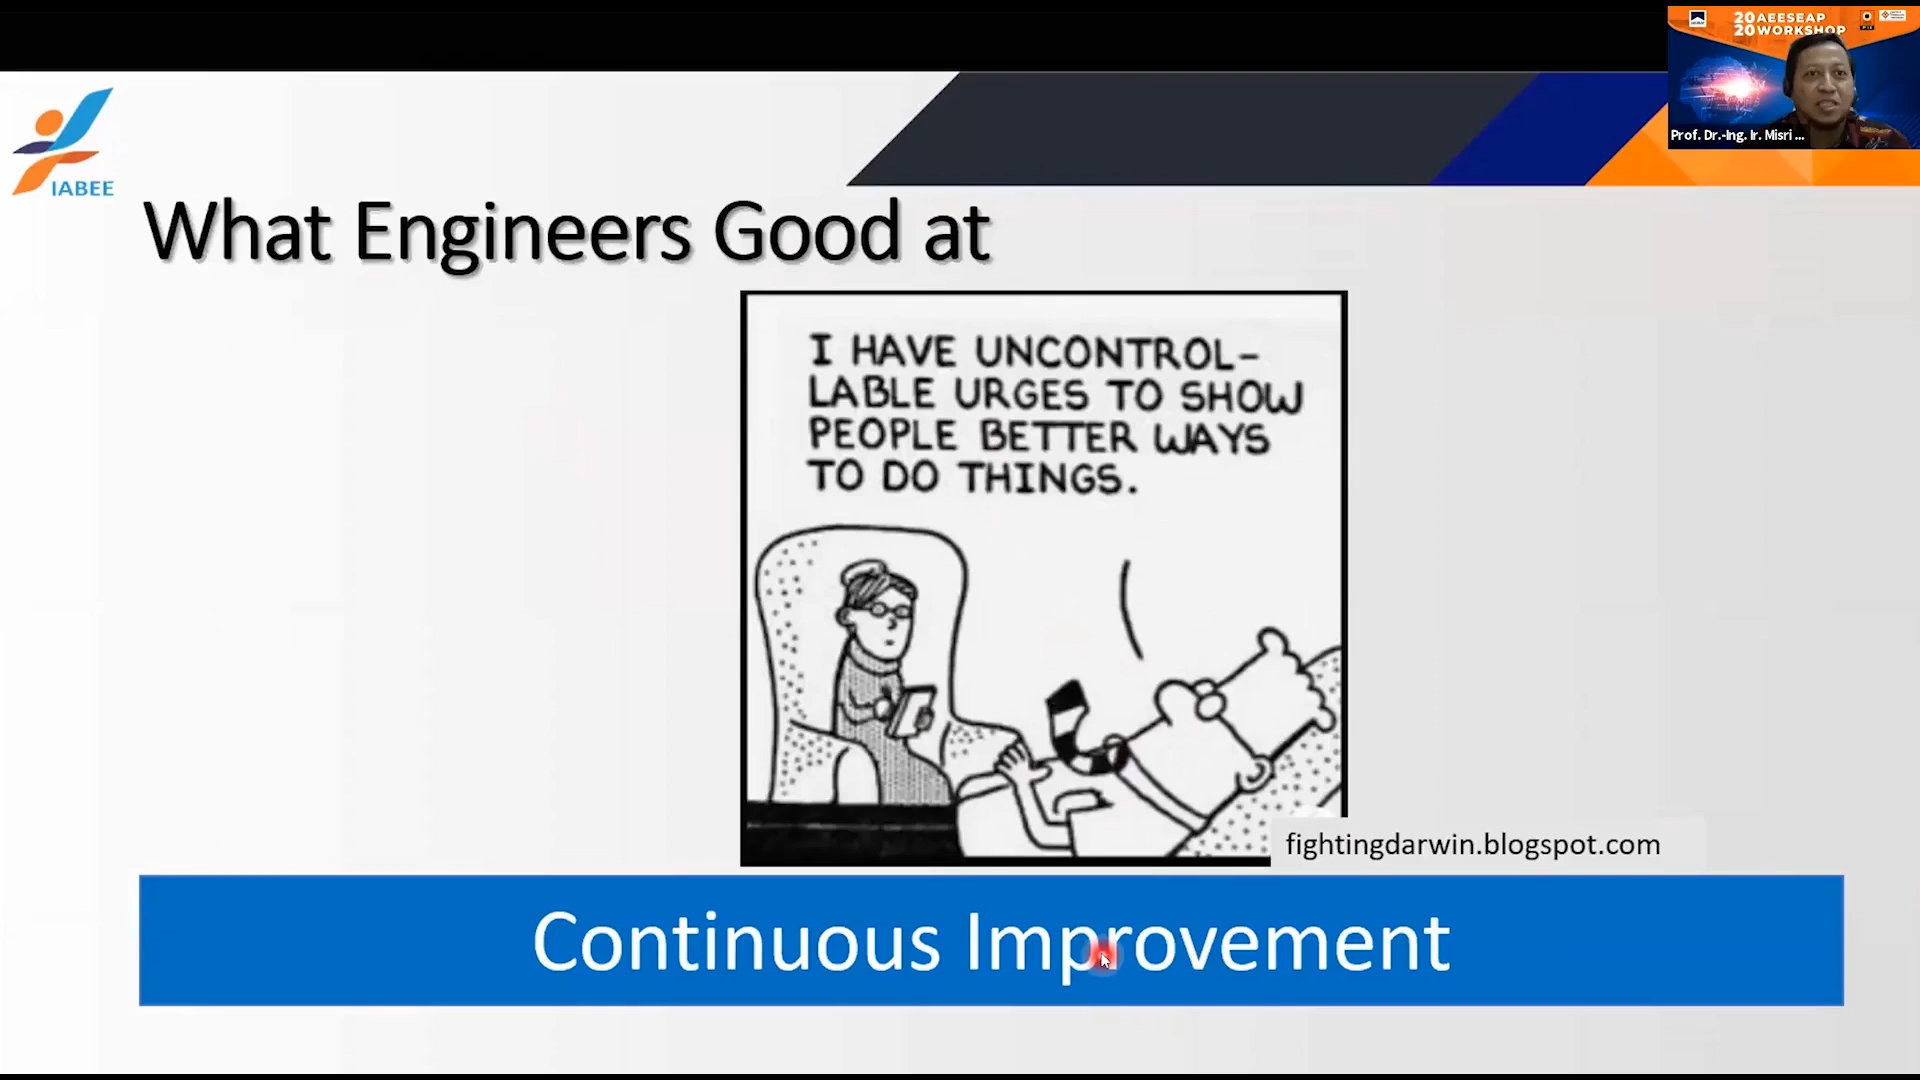 20 AEESEAP
20 WORKSHOP
Prof. Dr.-Ing. Ir. Misri ...
IABEE
What Engineers Good at
I HAVE UNCONTROL-
LABLE URGES TO SHOW
PEOPLE BETTER WAYS
TO DO THINGS.
fightingdarwin.blogspot.com
Continuous Improvement